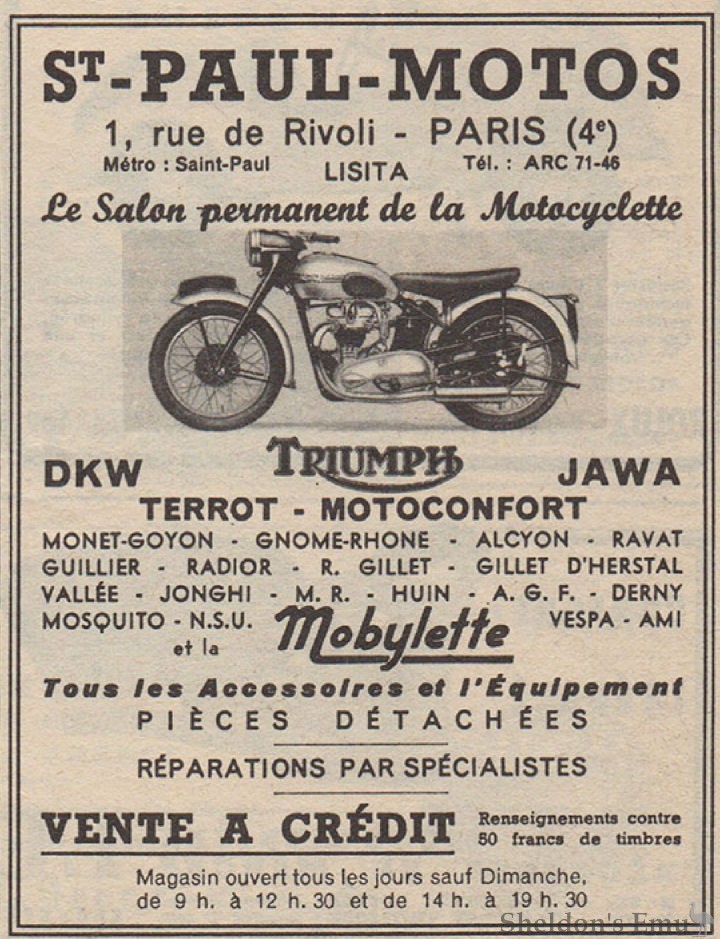 ST-PAUL-MOTOS
1, rue de Rivoli - PARIS (4e)
Métro : Saint-Paul LISITA Tél. : ARC 71-46
Le Salon permanent de la Motocyclette
TRIUMPH
DKW JAWA
TERROT - MOTOCONFORT
MONET-GOYON - GNOME-RHONE - ALCYON - RAVAT
GUILLIER - RADIOR - R. GILLET - GILLET D'HERSTAL
VALLÉE - JONGHI - M. R. - HUIN - A. G. F. - DERNY
MOSQUITO - N.S.U. et la Mobylette VESPA - AMI
Tous les Accessoires et l'Équipement
PIÈCES DÉTACHÉES
RÉPARATIONS PAR SPÉCIALISTES
VENTE A CRÉDIT Renseignements contre
50 francs de timbres
Magasin ouvert tous les jours sauf Dimanche,
de 9 h. à 12 h. 30 et de 14 h. à 19 h. 30
Sheldon's Emu